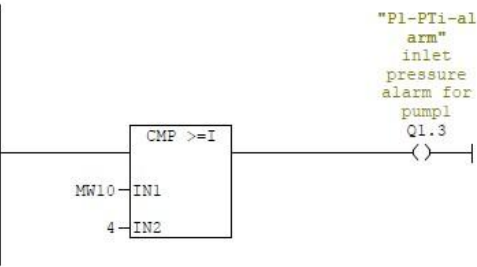 "P1-PTi-al
arm"
inlet
pressure
alarm for
pump1
Q1.3
CMP >=I
MW10 IN1
4 IN2